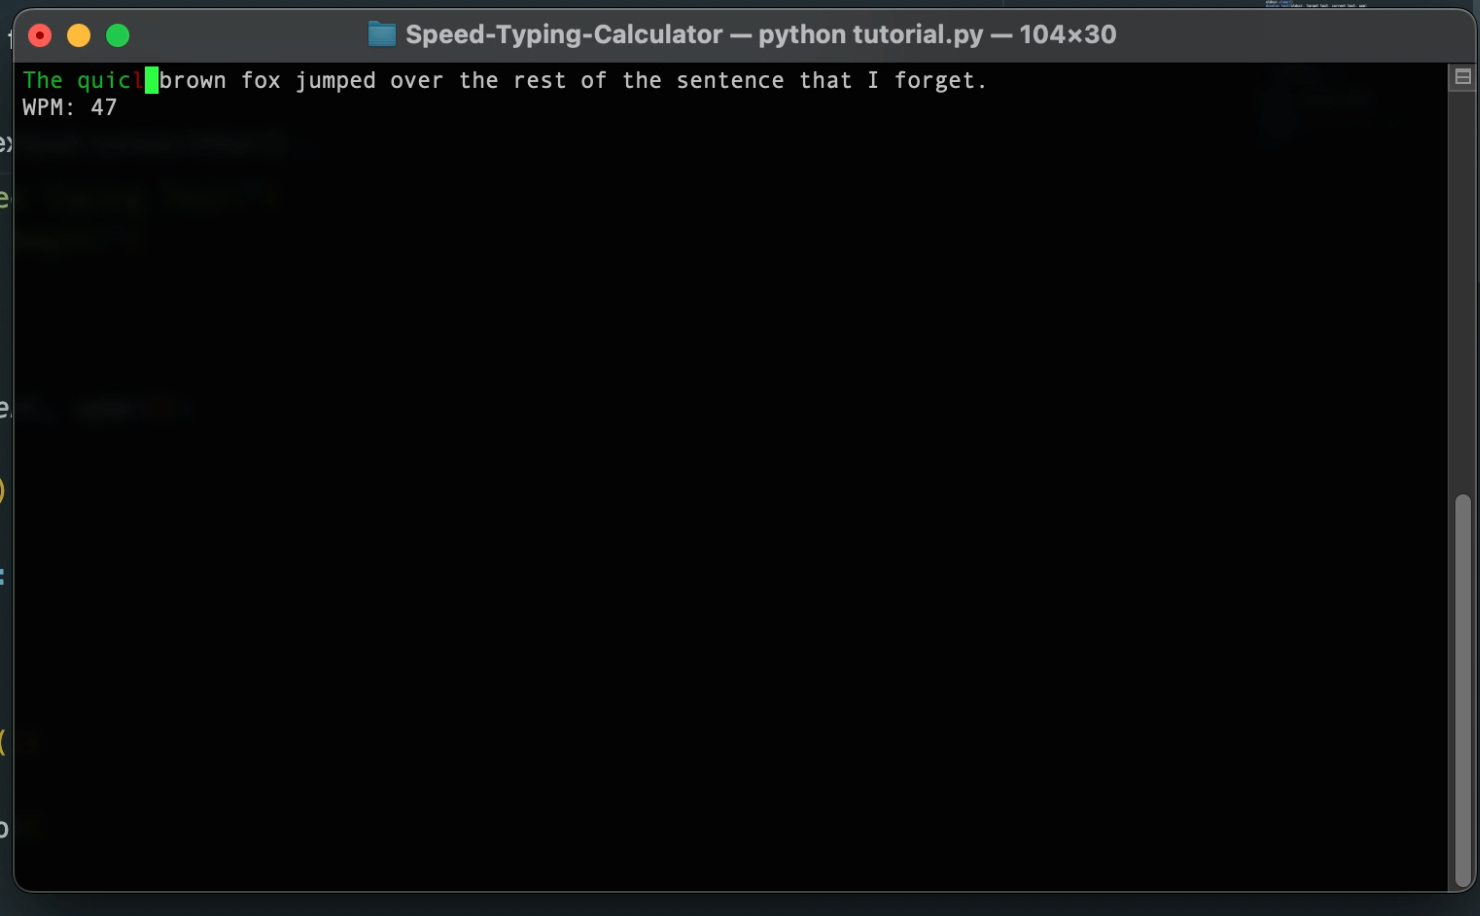 Speed-Typing-Calculator — python tutorial.py — 104×30
The quicl brown fox jumped over the rest of the sentence that I forget.
WPM: 47